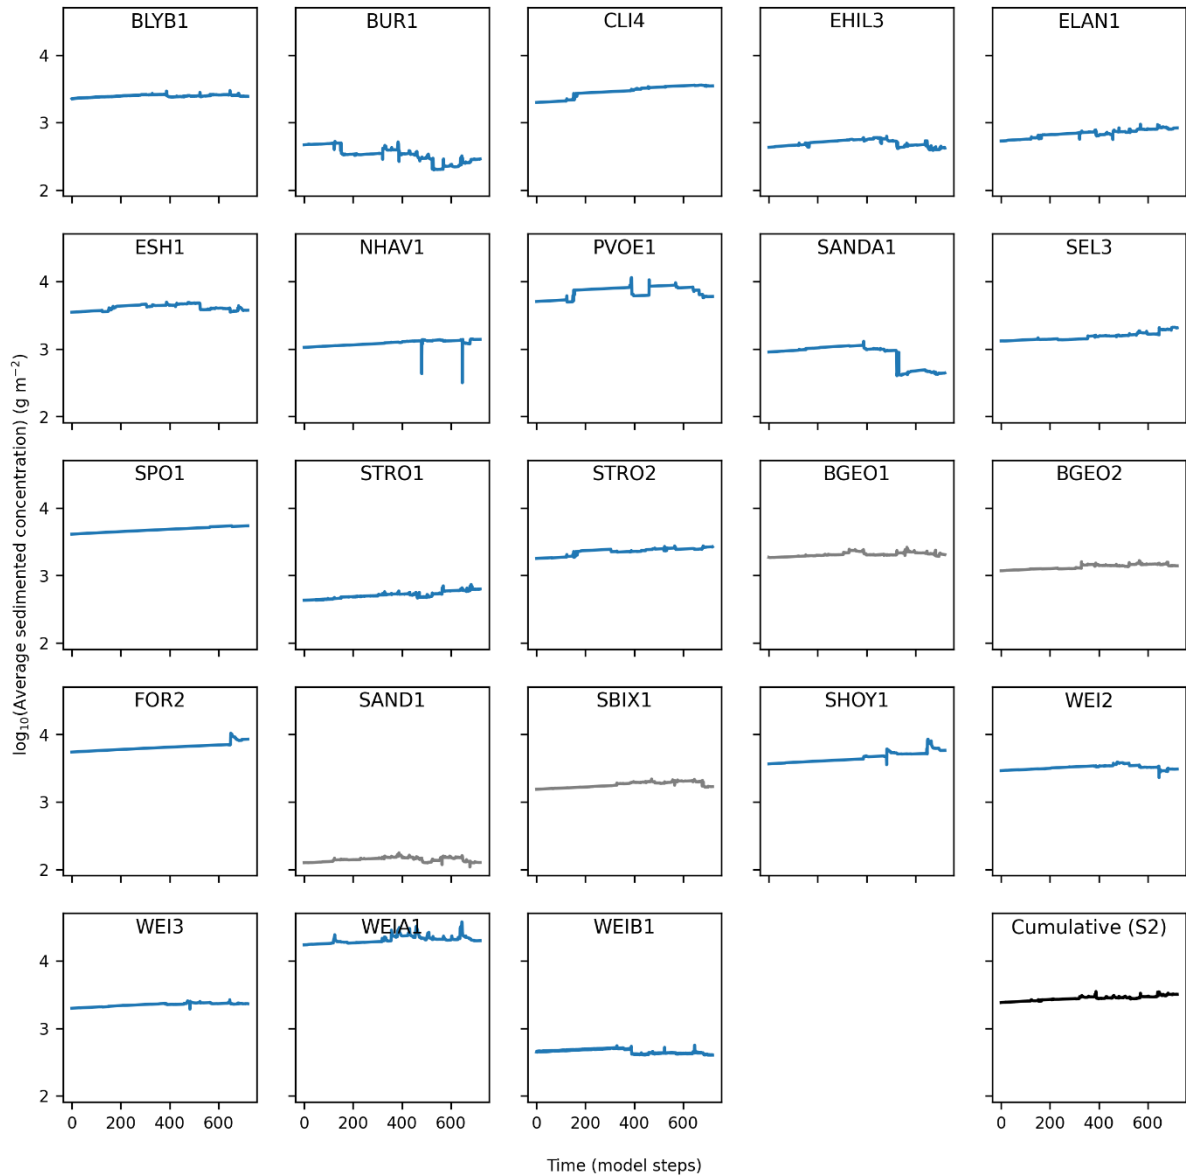 BLYB1 BUR1 CLI4 EHIL3 ELAN1
4
3
2
ESH1 NHAV1 PVOE1 SANDA1 SEL3
4
3
2
SPO1 STRO1 STRO2 BGEO1 BGEO2
4
3
2
FOR2 SAND1 SBIX1 SHOY1 WEI2
4
3
2
WEI3 WEIA1 WEIB1 Cumulative (S2)
4
3
2
0 200 400 600 0 200 400 600 0 200 400 600 0 200 400 600
log₁₀(Average sedimented concentration) (g m⁻²)
Time (model steps)